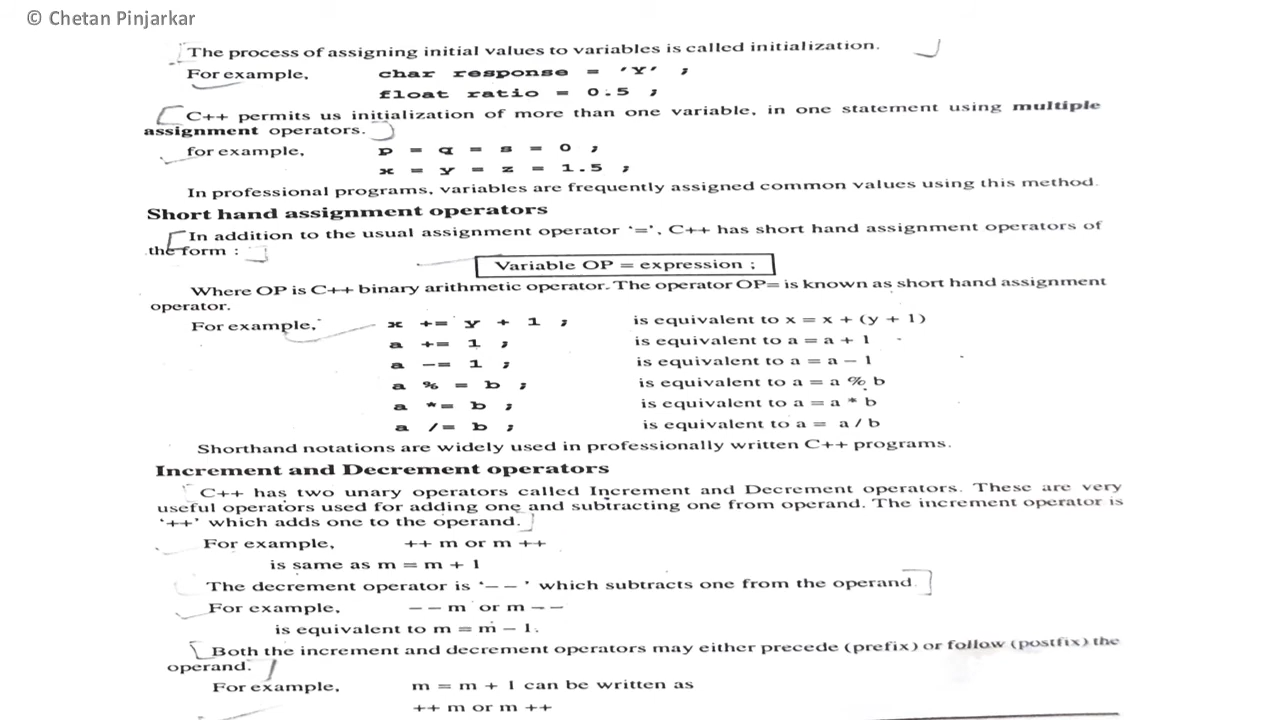 © Chetan Pinjarkar
The process of assigning initial values to variables is called initialization.
For example, char response = 'Y' ;
float ratio = 0.5 ;
C++ permits us initialization of more than one variable, in one statement using multiple
assignment operators.
for example, p = q = s = 0 ;
x = y = z = 1.5 ;
In professional programs, variables are frequently assigned common values using this method.
Short hand assignment operators
In addition to the usual assignment operator '=', C++ has short hand assignment operators of
the form :
Variable OP = expression ;
Where OP is C++ binary arithmetic operator. The operator OP= is known as short hand assignment
operator.
For example, x += y + 1 ; is equivalent to x = x + (y + 1)
a += 1 ; is equivalent to a = a + 1
a -= 1 ; is equivalent to a = a - 1
a % = b ; is equivalent to a = a % b
a *= b ; is equivalent to a = a * b
a /= b ; is equivalent to a = a / b
Shorthand notations are widely used in professionally written C++ programs.
Increment and Decrement operators
C++ has two unary operators called Increment and Decrement operators. These are very
useful operators used for adding one and subtracting one from operand. The increment operator is
'++' which adds one to the operand.
For example, ++ m or m ++
is same as m = m + 1
The decrement operator is '– – ' which subtracts one from the operand.
For example, – – m or m – –
is equivalent to m = m – 1.
Both the increment and decrement operators may either precede (prefix) or follow (postfix) the
operand.
For example, m = m + 1 can be written as
++ m or m ++